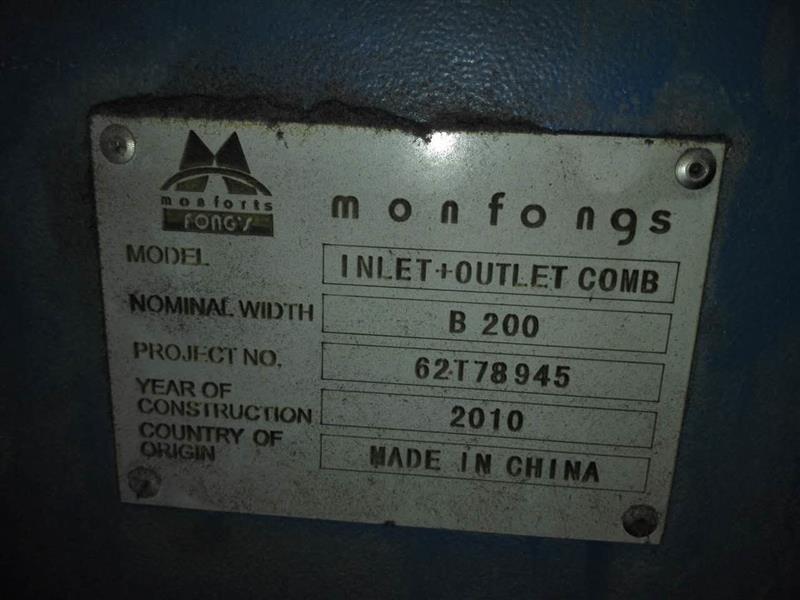 monforts
FONG'S
monfongs
MODEL INLET+OUTLET COMB
NOMINAL WIDTH B 200
PROJECT NO. 62T78945
YEAR OF
CONSTRUCTION 2010
COUNTRY OF
ORIGIN MADE IN CHINA